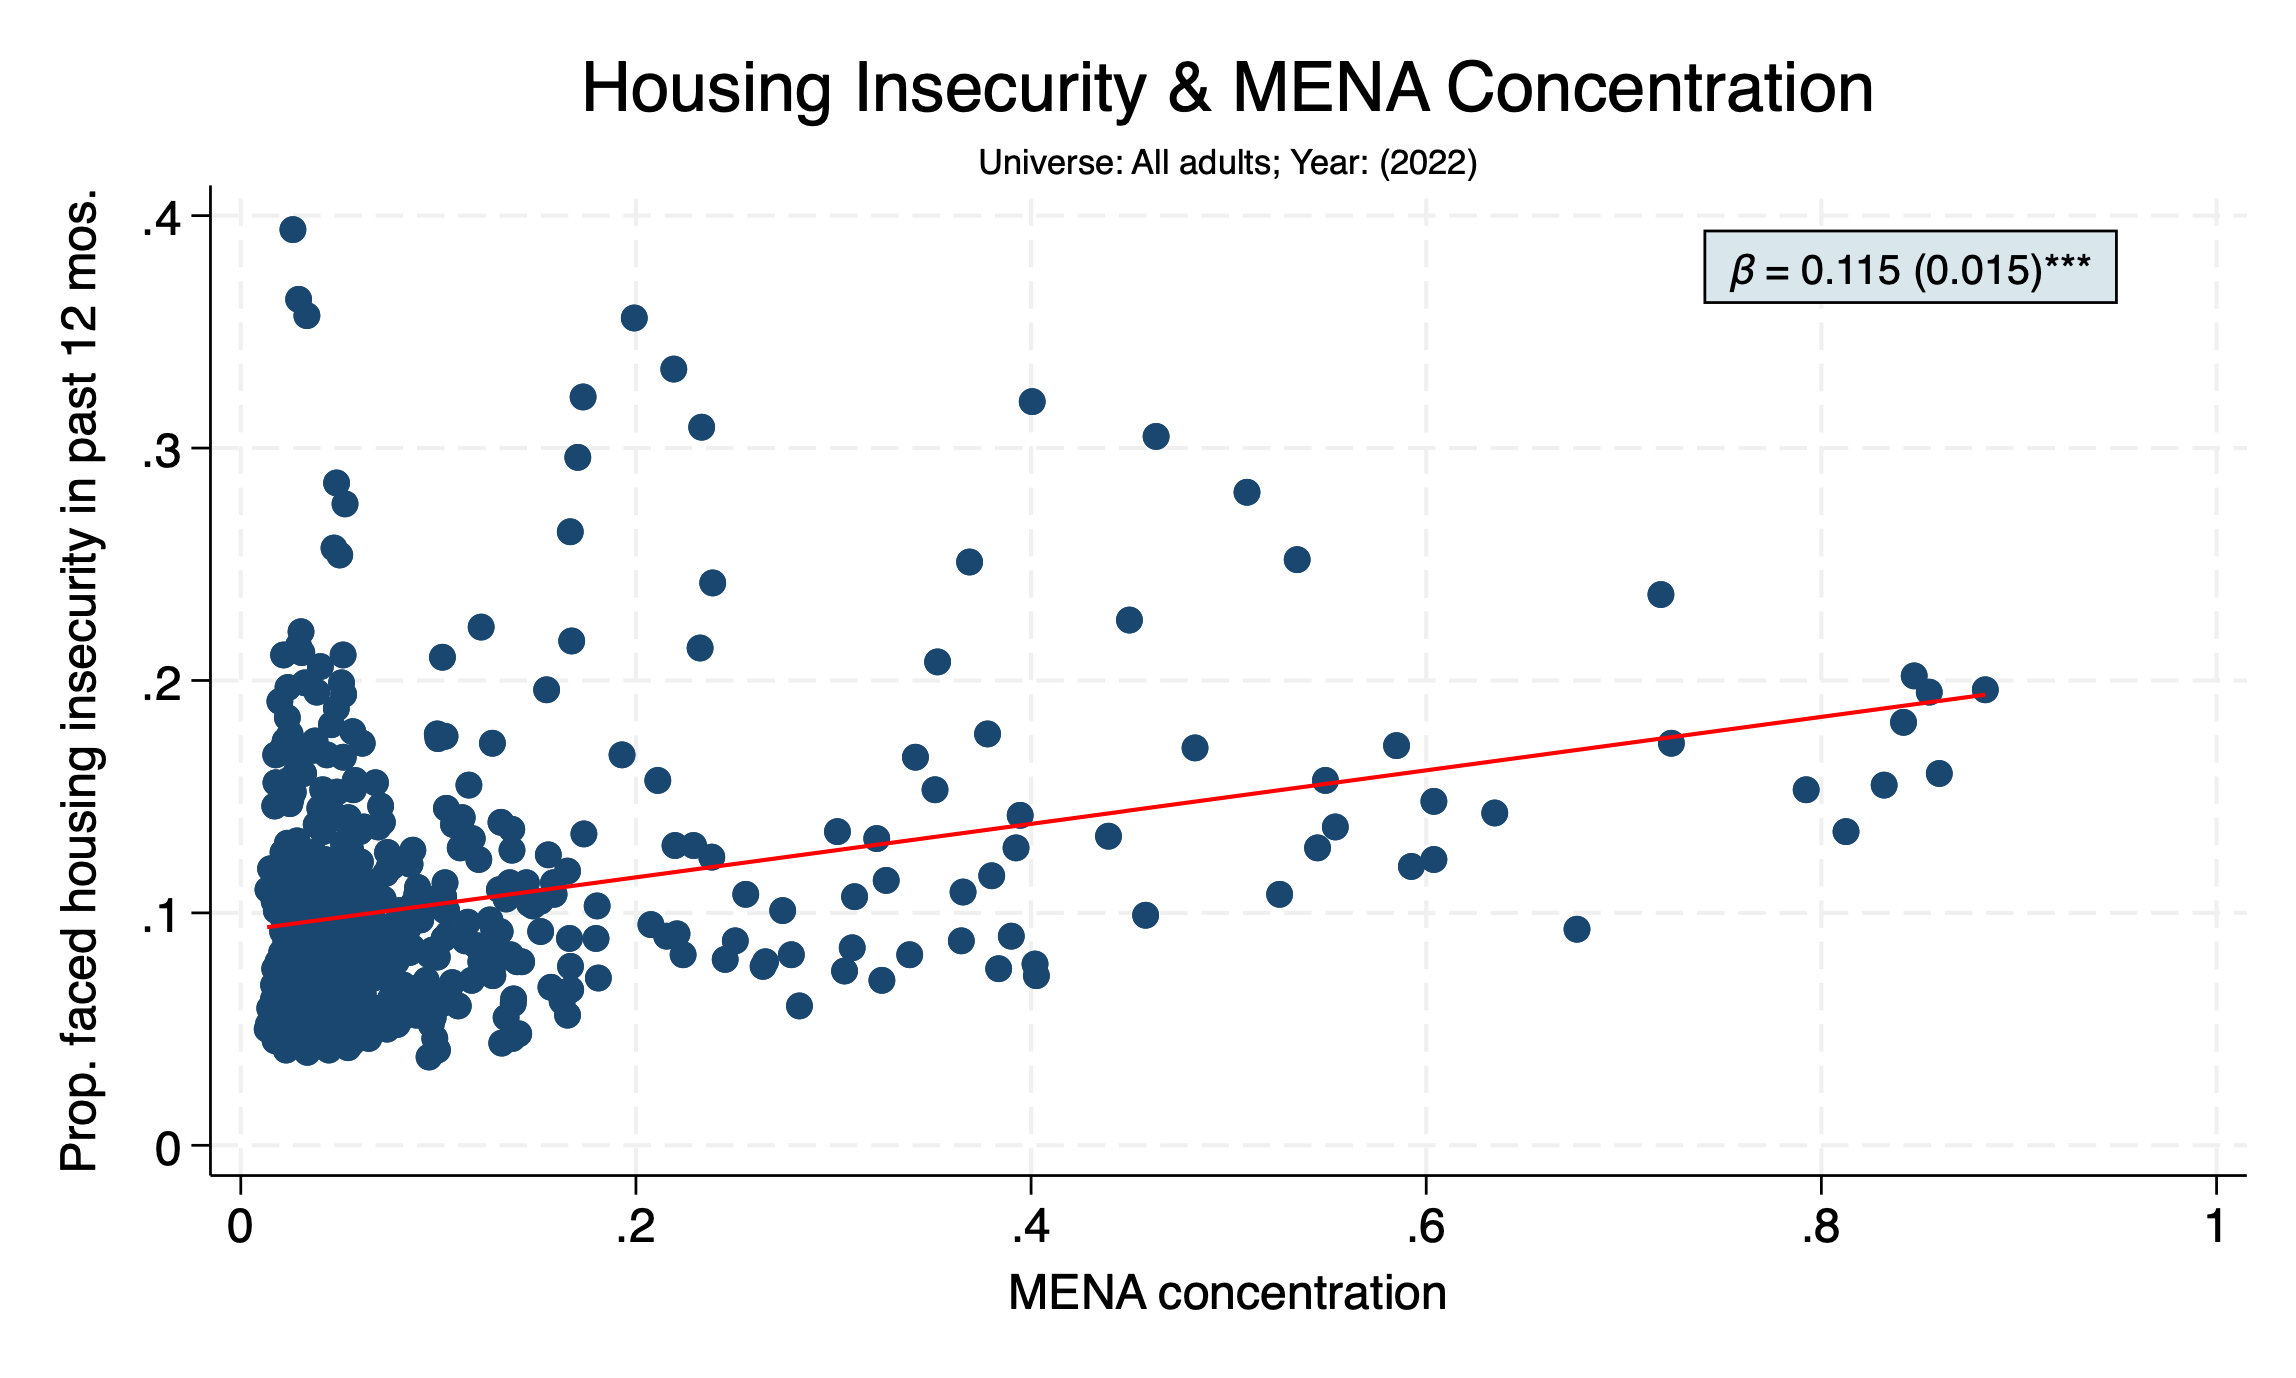 Housing Insecurity & MENA Concentration
Universe: All adults; Year: (2022)
Prop. faced housing insecurity in past 12 mos.
.4
.3
.2
.1
0
β = 0.115 (0.015)***
0 .2 .4 .6 .8 1
MENA concentration